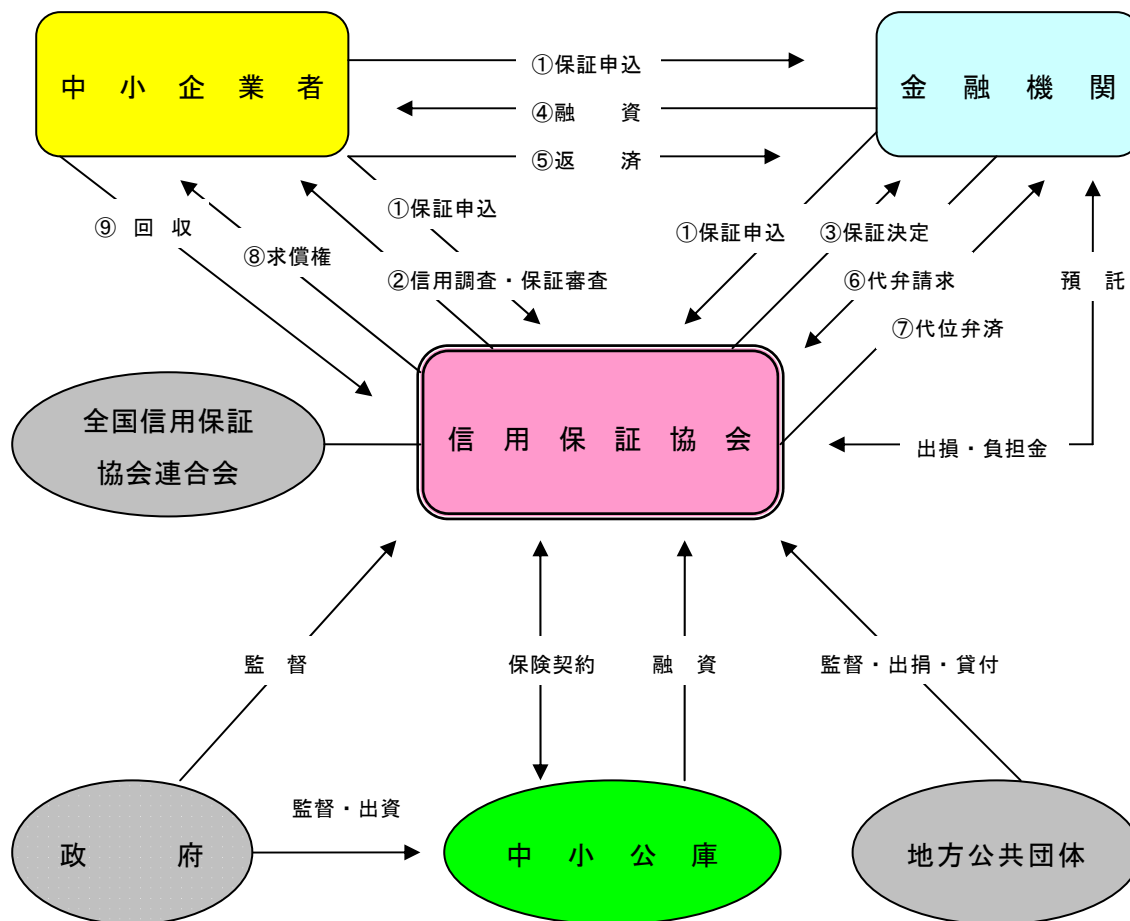 中小企業者
①保証申込
金融機関
④融資
⑤返済
①保証申込
⑨回収
①保証申込
③保証決定
⑧求償権
②信用調査・保証審査
⑥代弁請求
預託
⑦代位弁済
全国信用保証
協会連合会
信用保証協会
出損・負担金
監督
保険契約
融資
監督・出損・貸付
監督・出資
政府
中小公庫
地方公共団体